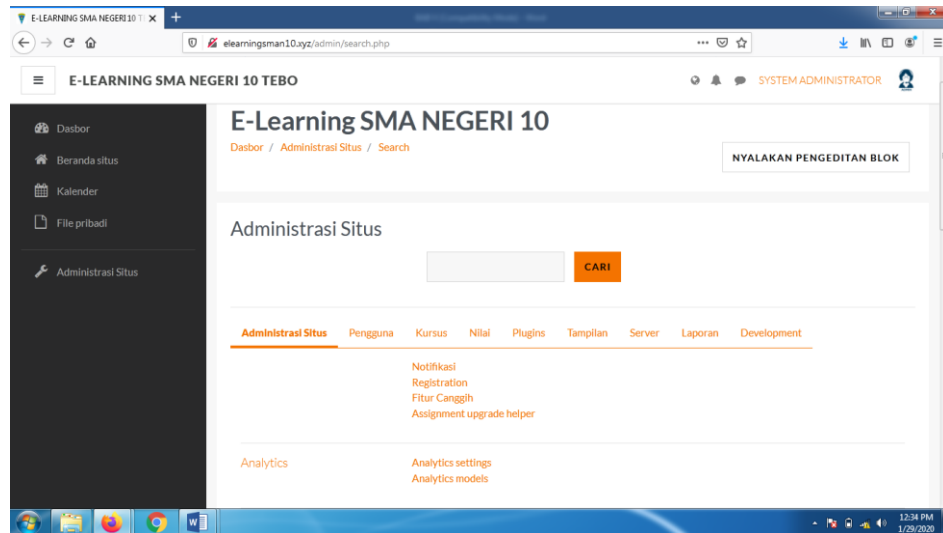 E-LEARNING SMA NEGERI 10 T
elearningsman10.xyz/admin/search.php
E-LEARNING SMA NEGERI 10 TEBO
SYSTEM ADMINISTRATOR
Dasbor
Beranda situs
Kalender
File pribadi
Administrasi Situs
E-Learning SMA NEGERI 10
Dasbor / Administrasi Situs / Search
NYALAKAN PENGEDITAN BLOK
Administrasi Situs
CARI
Administrasi Situs Pengguna Kursus Nilai Plugins Tampilan Server Laporan Development
Notifikasi
Registration
Fitur Canggih
Assignment upgrade helper
Analytics
Analytics settings
Analytics models
12:34 PM
1/29/2020